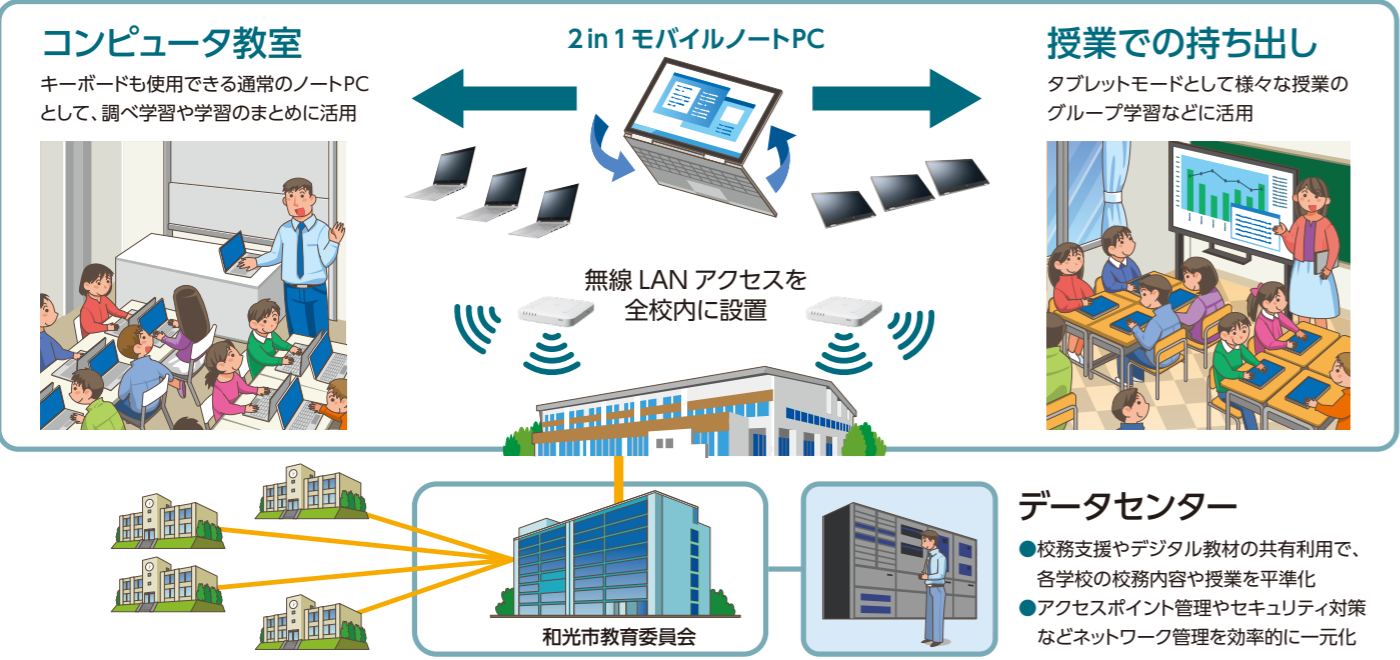 コンピュータ教室
キーボードも使用できる通常のノートPC
として、調べ学習や学習のまとめに活用
2 in 1 モバイルノートPC
授業での持ち出し
タブレットモードとして様々な授業の
グループ学習などに活用
無線 LAN アクセスを
全校内に設置
和光市教育委員会
データセンター
●校務支援やデジタル教材の共有利用で、
各学校の校務内容や授業を平準化
●アクセスポイント管理やセキュリティ対策
などネットワーク管理を効率的に一元化